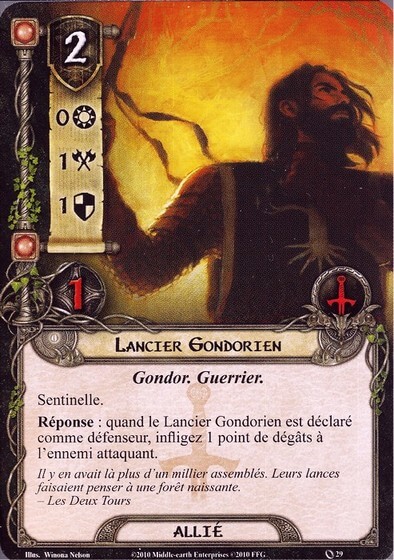 2
0
1
1
1
Lancier Gondorien
Gondor. Guerrier.
Sentinelle.
Réponse : quand le Lancier Gondorien est déclaré
comme défenseur, infligez 1 point de dégâts à
l'ennemi attaquant.
Il y en avait là plus d'un millier assemblés. Leurs lances
faisaient penser à une forêt naissante.
– Les Deux Tours
Allié
Illus. Winona Nelson ©2010 Middle-earth Enterprises ©2010 FFG. 29